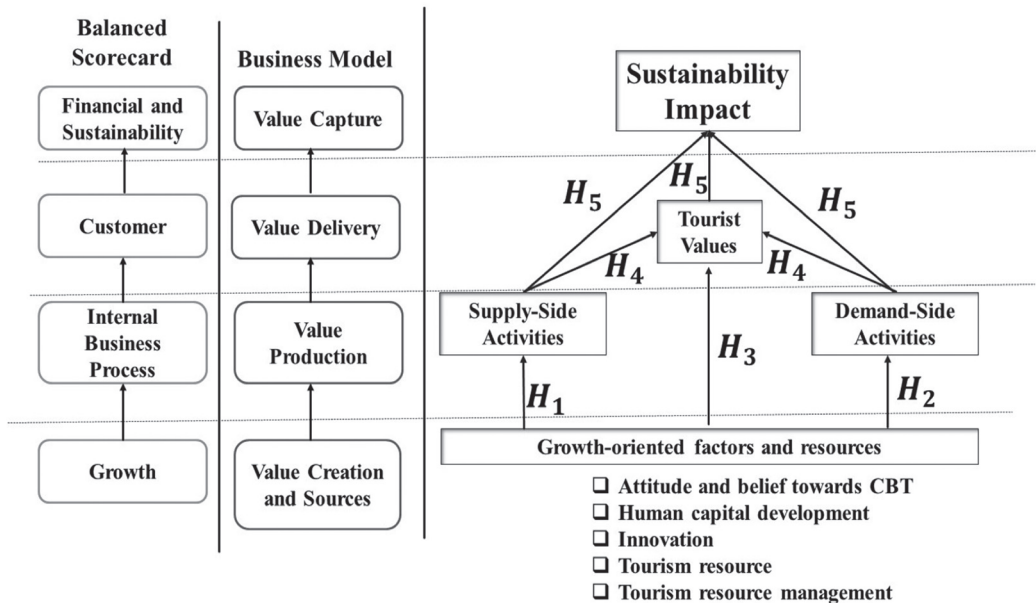 Balanced
Scorecard
Financial and
Sustainability
Customer
Internal
Business
Process
Growth
Business Model
Value Capture
Value Delivery
Value
Production
Value Creation
and Sources
Sustainability
Impact
H₅
H₅
H₅
Tourist
Values
H₄
H₄
Supply-Side
Activities
Demand-Side
Activities
H₃
H₁
H₂
Growth-oriented factors and resources
❑ Attitude and belief towards CBT
❑ Human capital development
❑ Innovation
❑ Tourism resource
❑ Tourism resource management